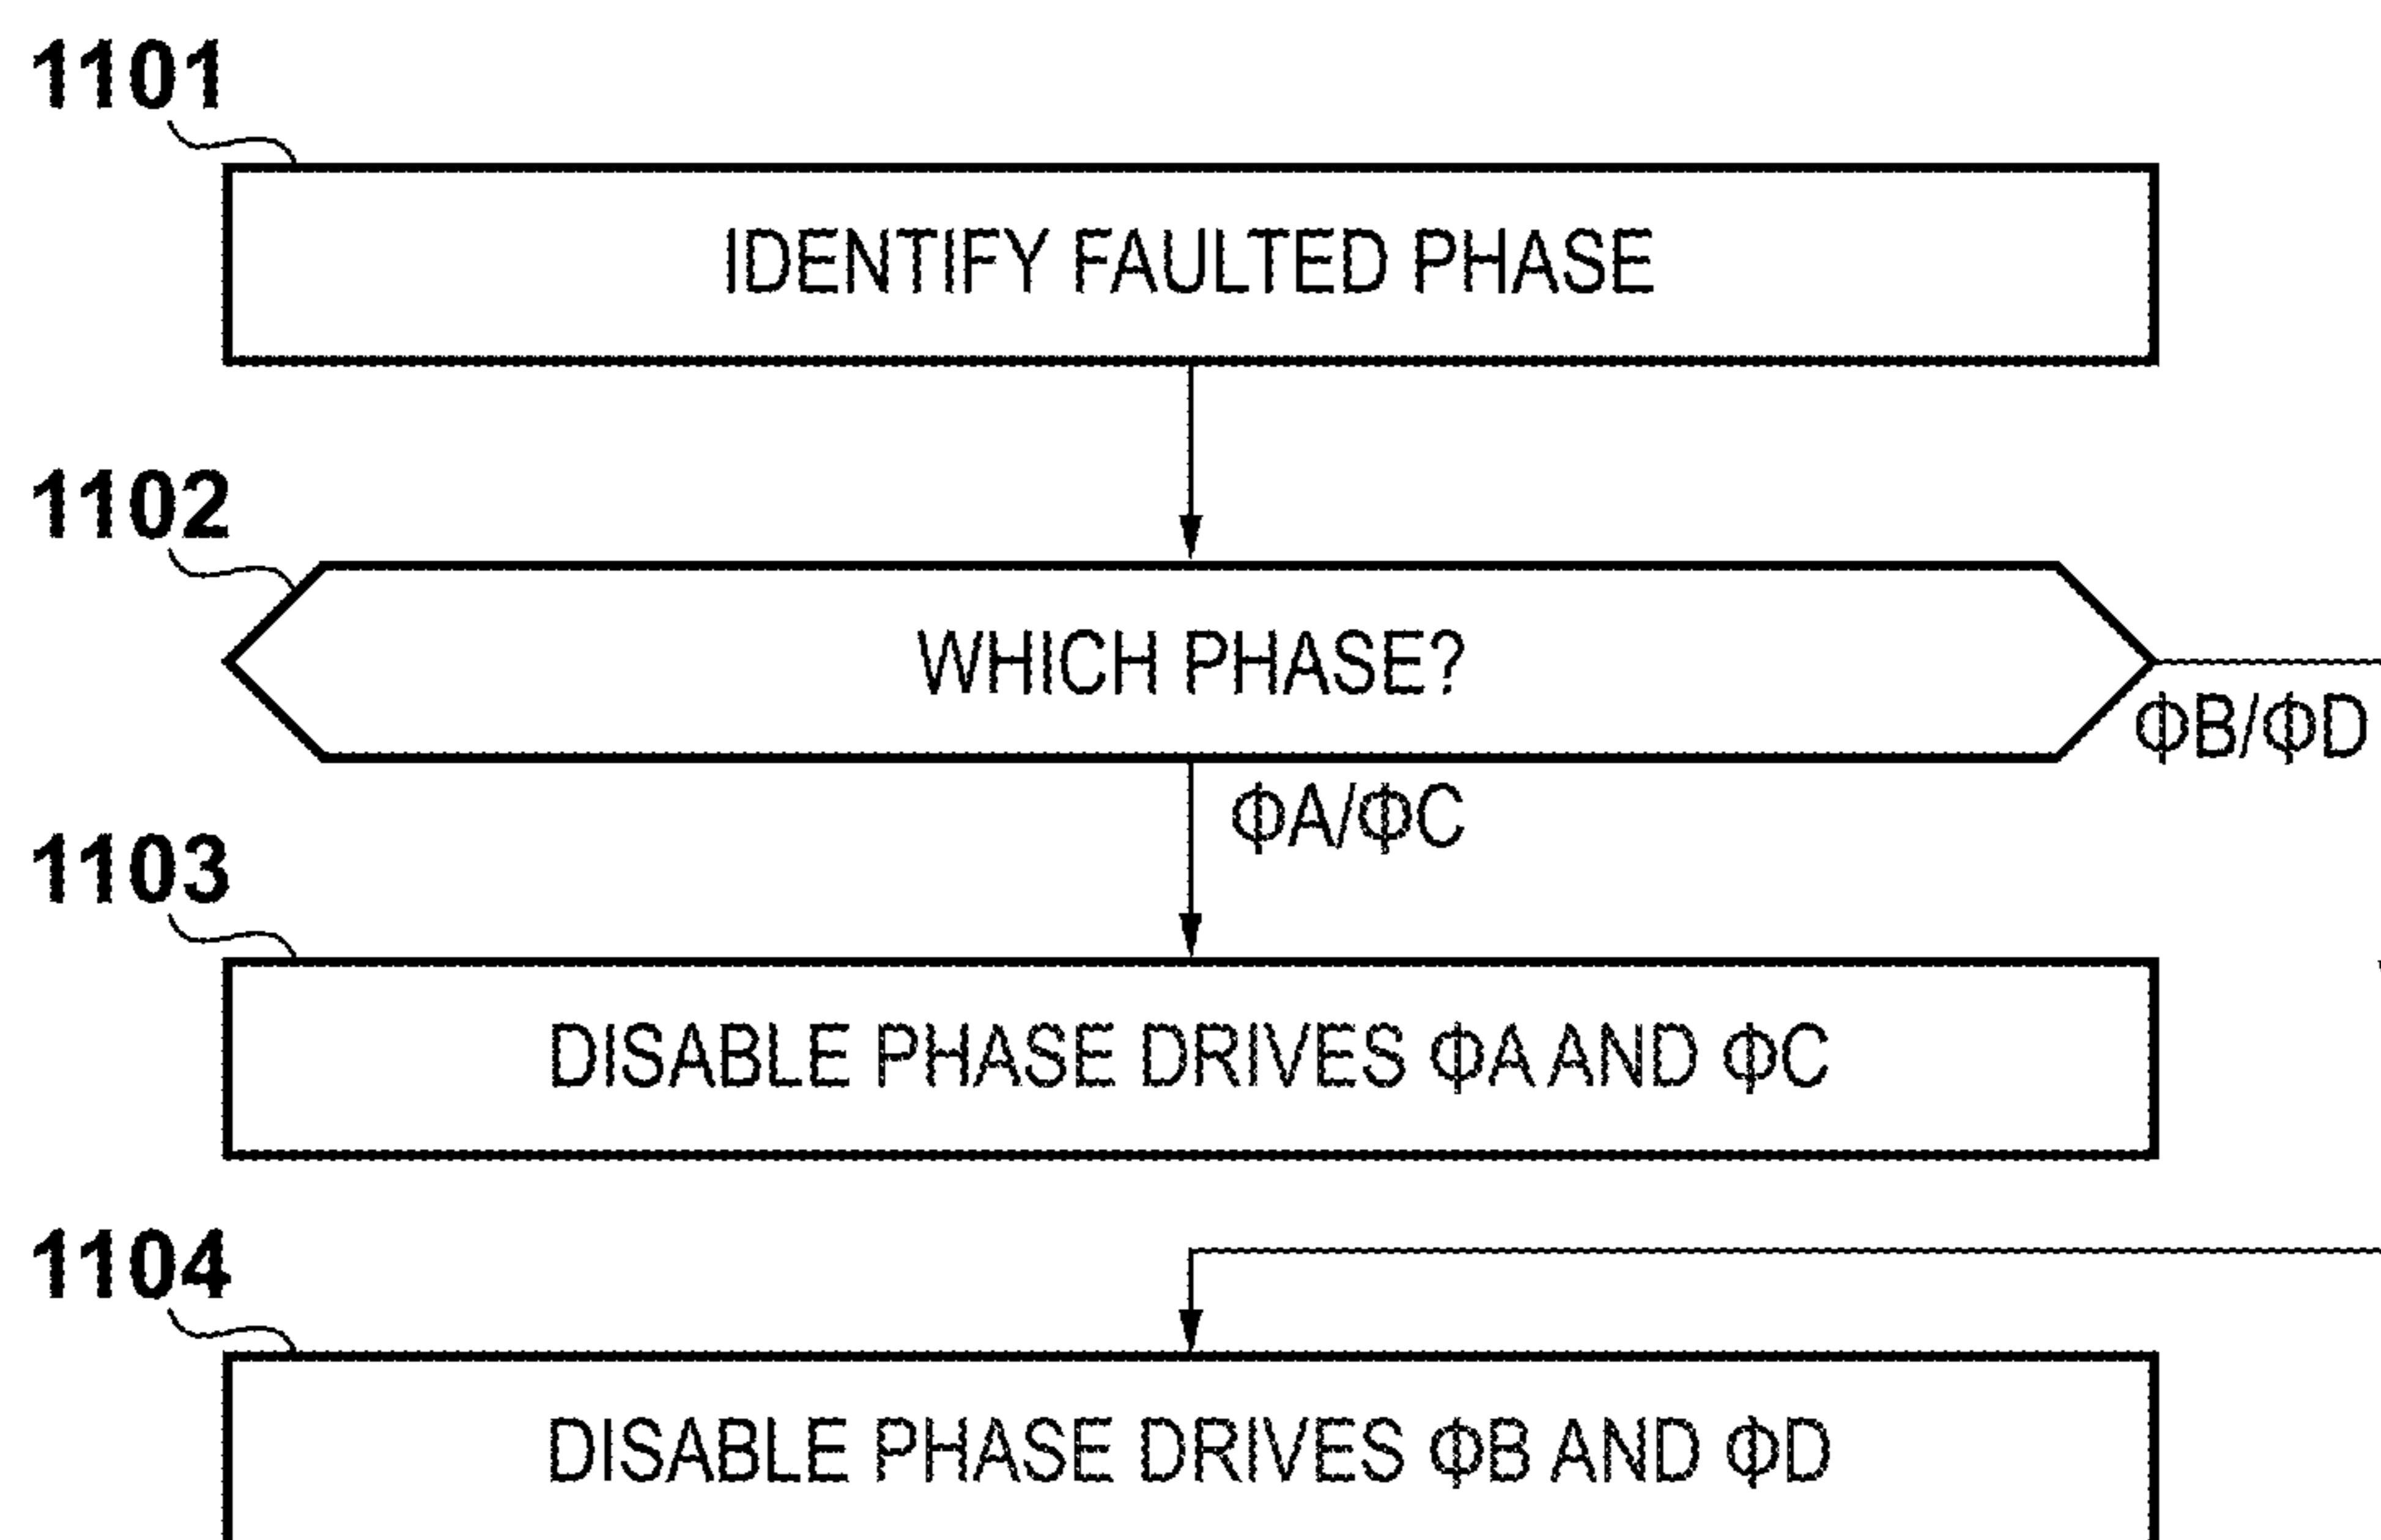 1101
IDENTIFY FAULTED PHASE
1102
WHICH PHASE?
ΦB/ΦD
ΦA/ΦC
1103
DISABLE PHASE DRIVES ΦA AND ΦC
1104
DISABLE PHASE DRIVES ΦB AND ΦD